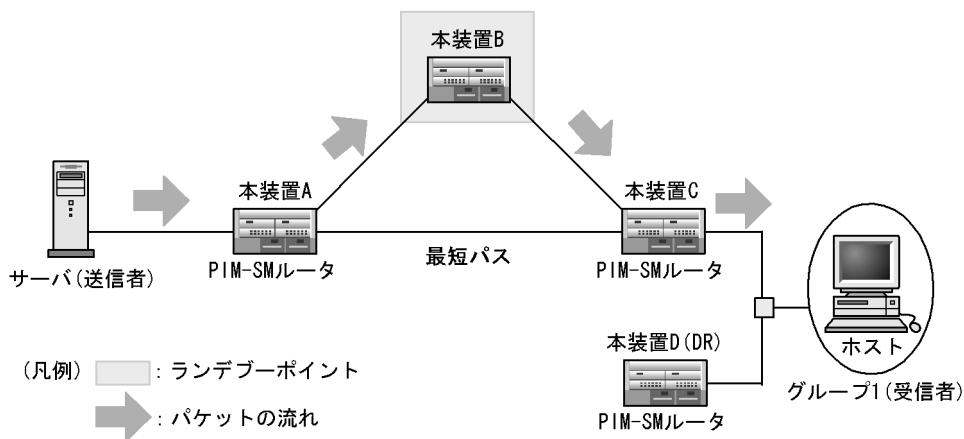 本装置B
本装置A
本装置C
最短パス
サーバ(送信者)
PIM-SMルータ
PIM-SMルータ
本装置D(DR)
ホスト
(凡例)
:ランデブーポイント
グループ1(受信者)
:パケットの流れ
PIM-SMルータ